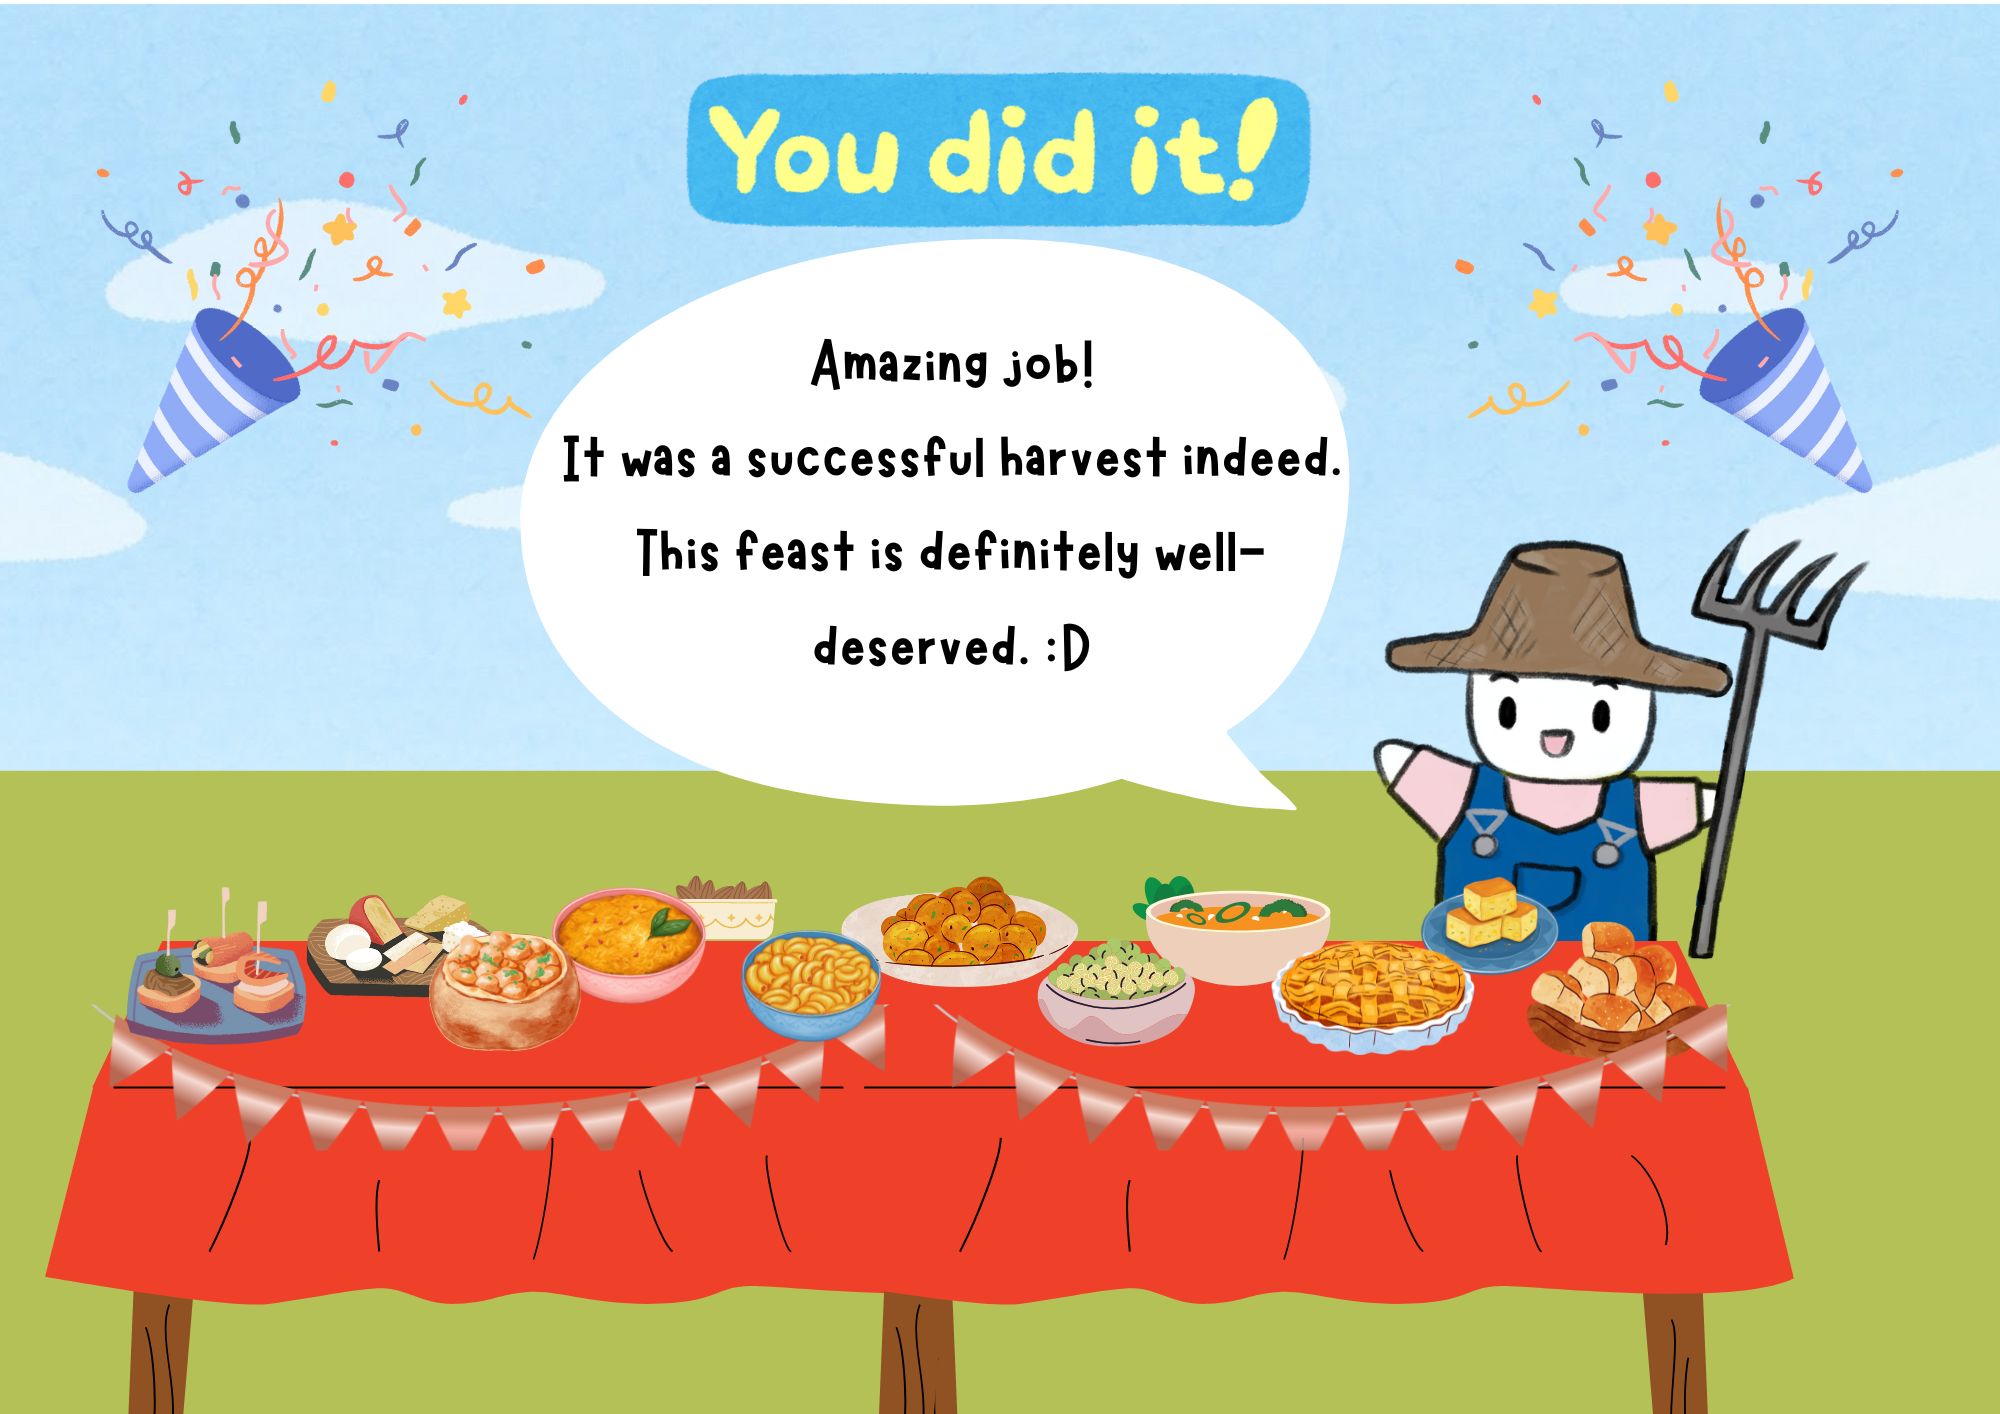 You did it!
Amazing job!
It was a successful harvest indeed.
This feast is definitely well-
deserved. :D